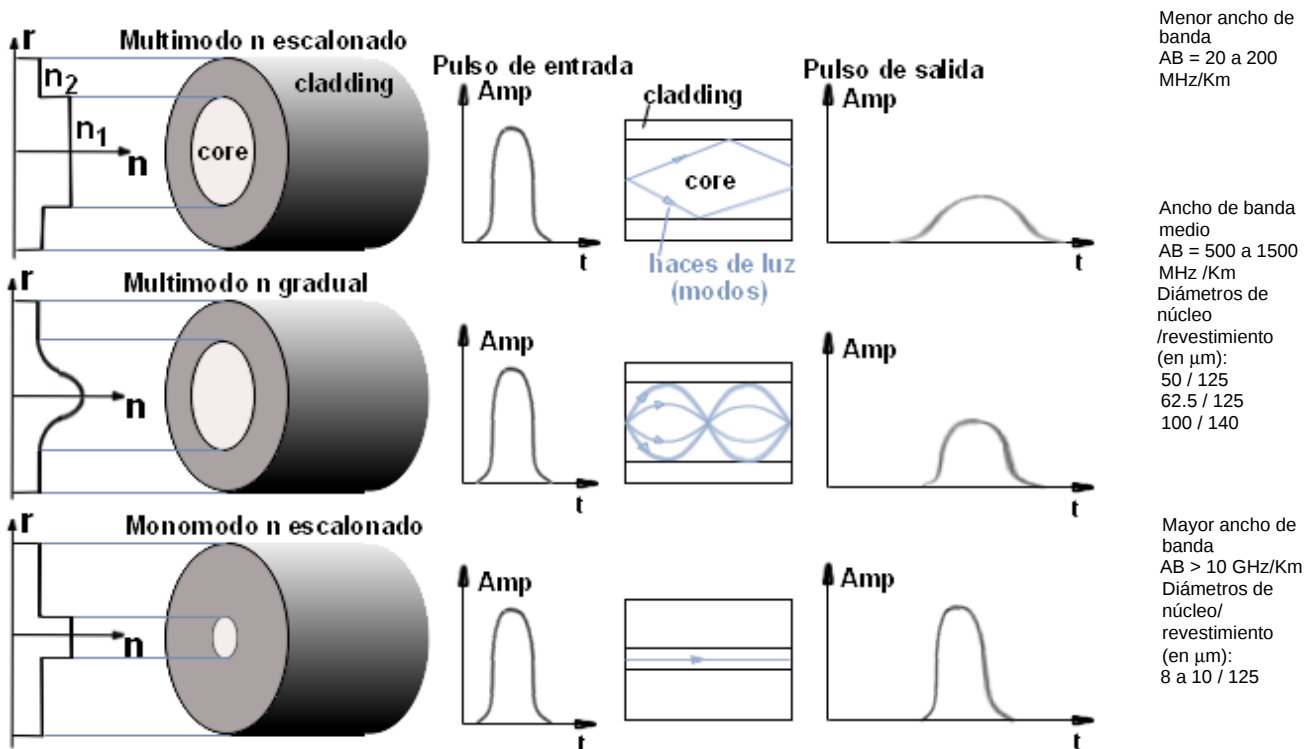 Multimodo n escalonado
r
n2
n1
n
core
cladding
Pulso de entrada
Amp
t
cladding
core
haces de luz
(modos)
Pulso de salida
Amp
t
Menor ancho de
banda
AB = 20 a 200
MHz/Km
Multimodo n gradual
r
n
Amp
t
Amp
t
Ancho de banda
medio
AB = 500 a 1500
MHz /Km
Diámetros de
núcleo
/revestimiento
(en μm):
50 / 125
62.5 / 125
100 / 140
Monomodo n escalonado
r
n
Amp
t
Amp
t
Mayor ancho de
banda
AB > 10 GHz/Km
Diámetros de
núcleo/
revestimiento
(en μm):
8 a 10 / 125